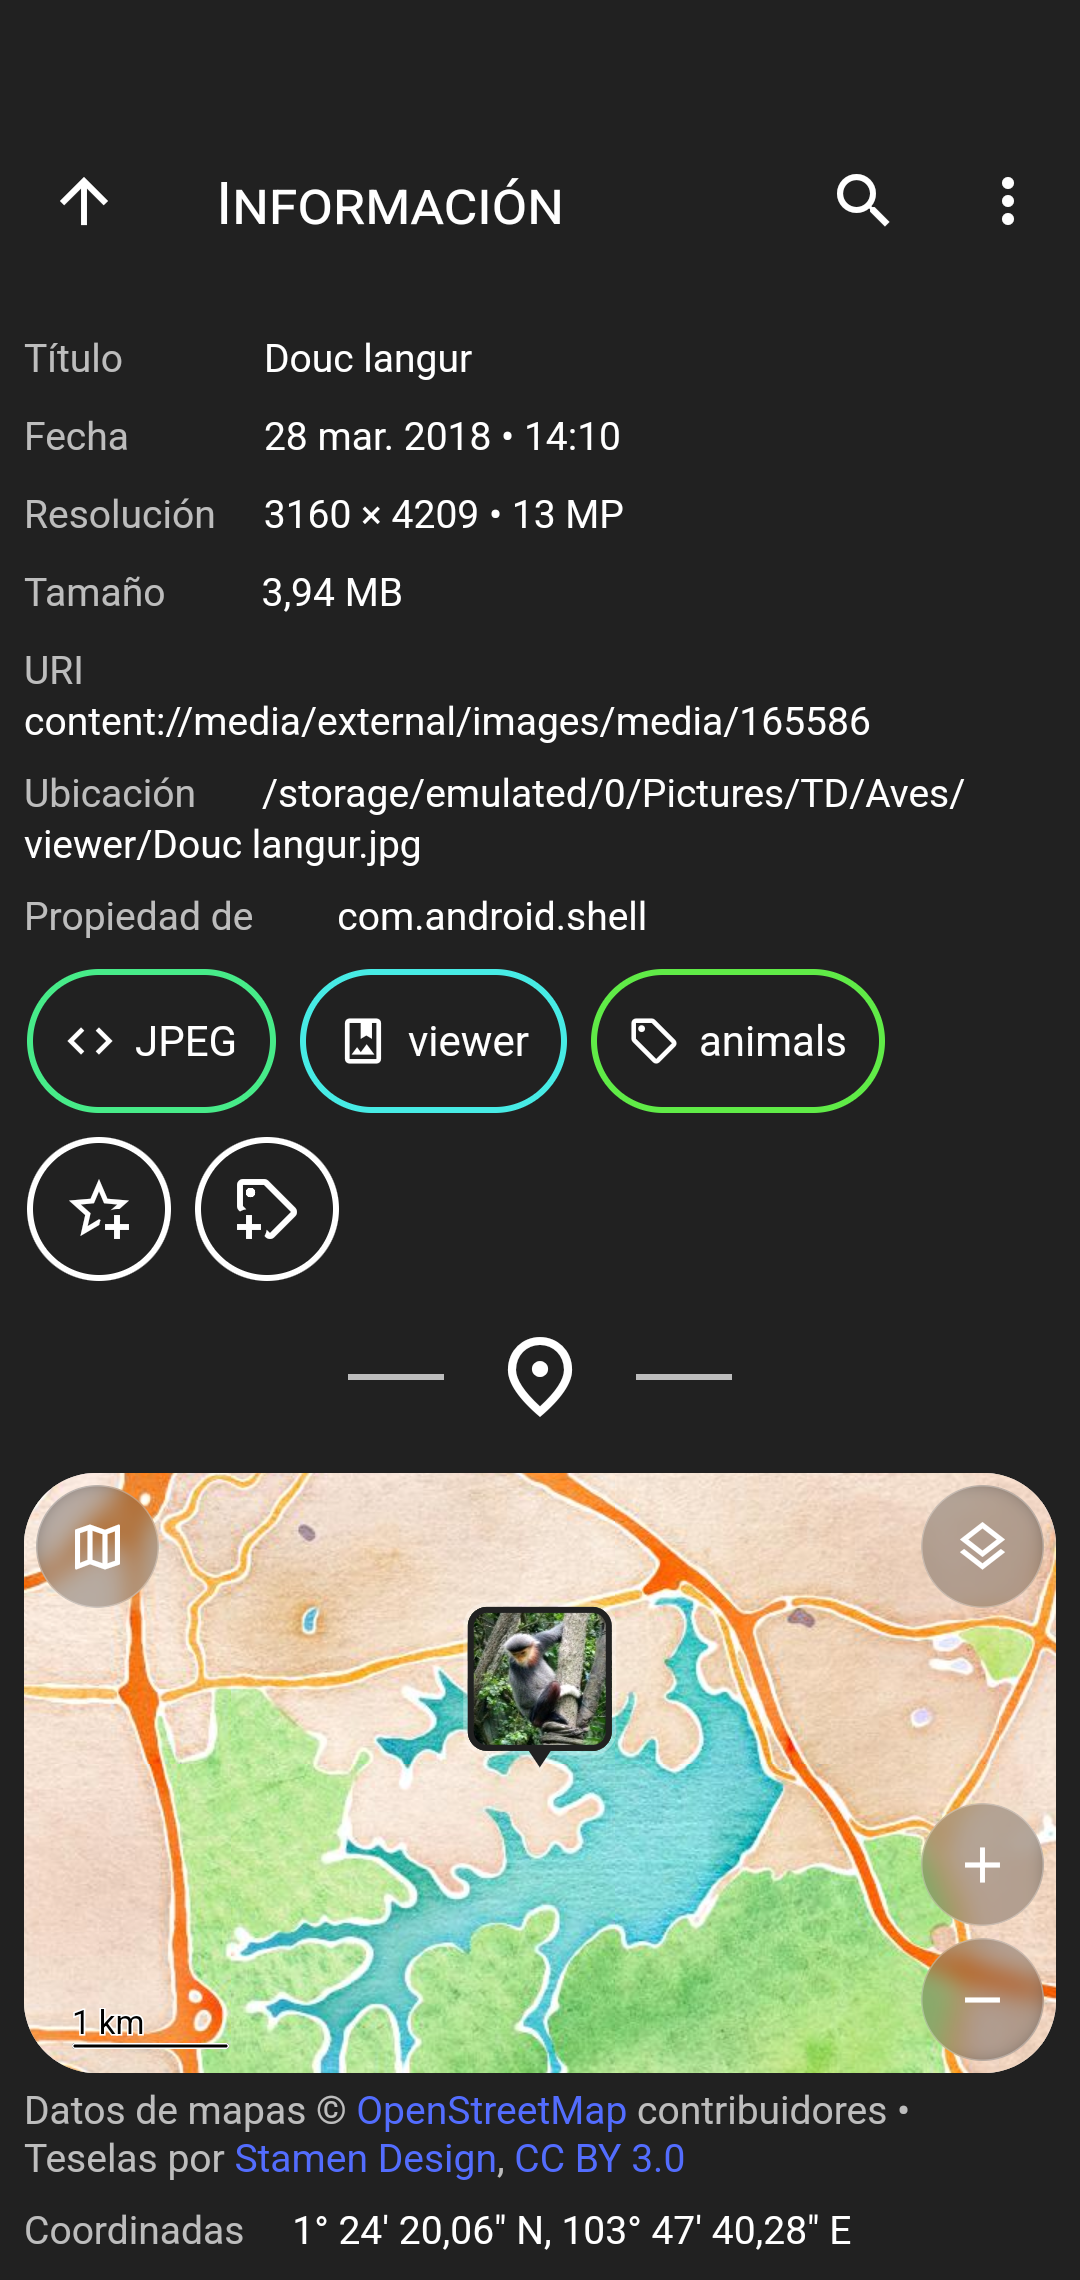 Información
Título Douc langur
Fecha 28 mar. 2018 • 14:10
Resolución 3160 × 4209 • 13 MP
Tamaño 3,94 MB
URI
content://media/external/images/media/165586
Ubicación /storage/emulated/0/Pictures/TD/Aves/
viewer/Douc langur.jpg
Propiedad de com.android.shell
JPEG viewer animals
1 km
Datos de mapas © OpenStreetMap contribuidores •
Teselas por Stamen Design, CC BY 3.0
Coordinadas 1° 24' 20,06" N, 103° 47' 40,28" E